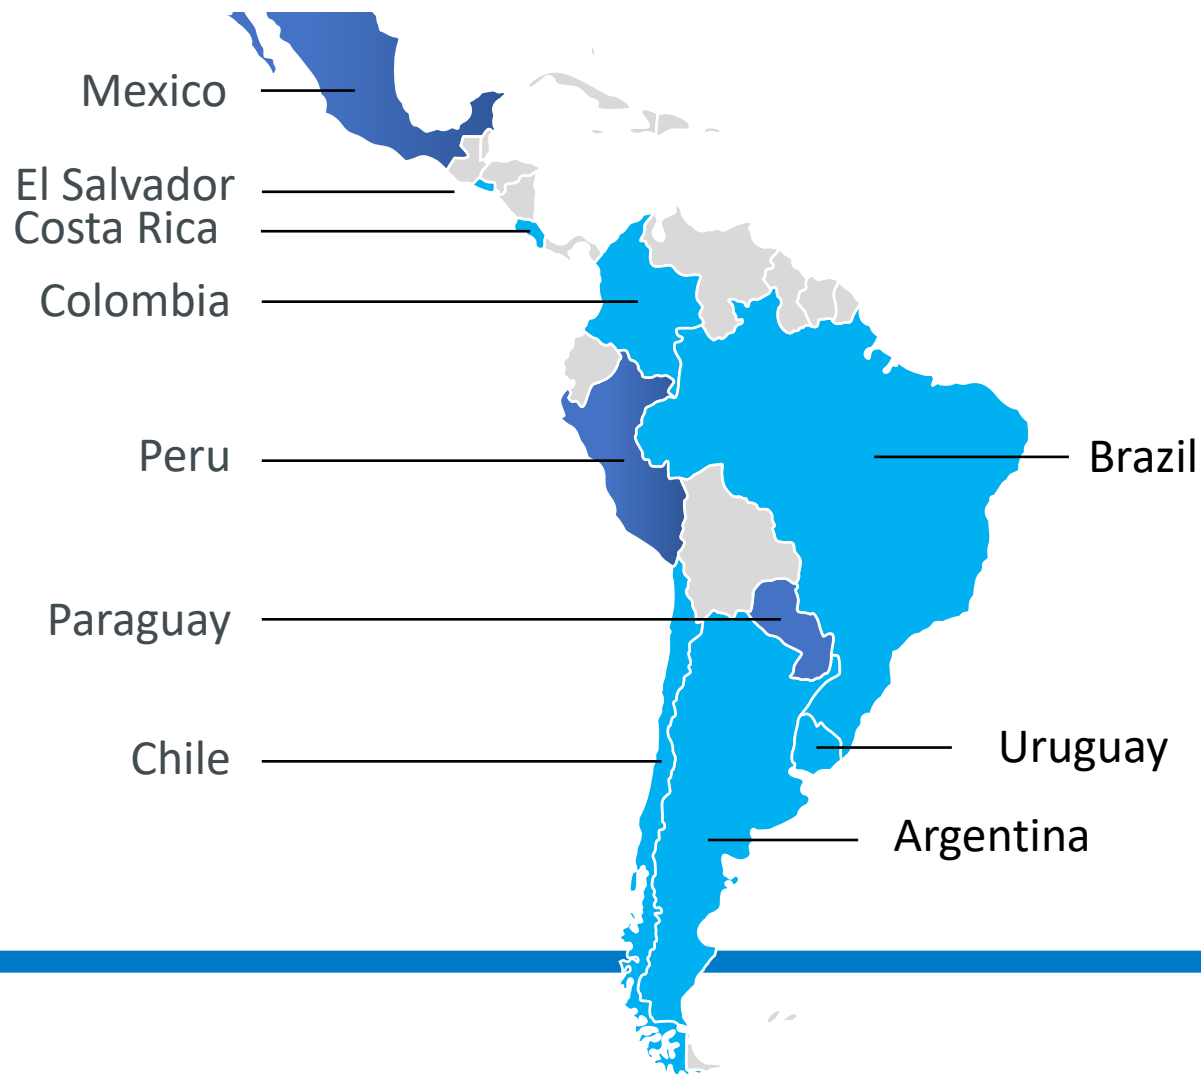 Mexico
El Salvador
Costa Rica
Colombia
Peru
Brazil
Paraguay
Uruguay
Chile
Argentina